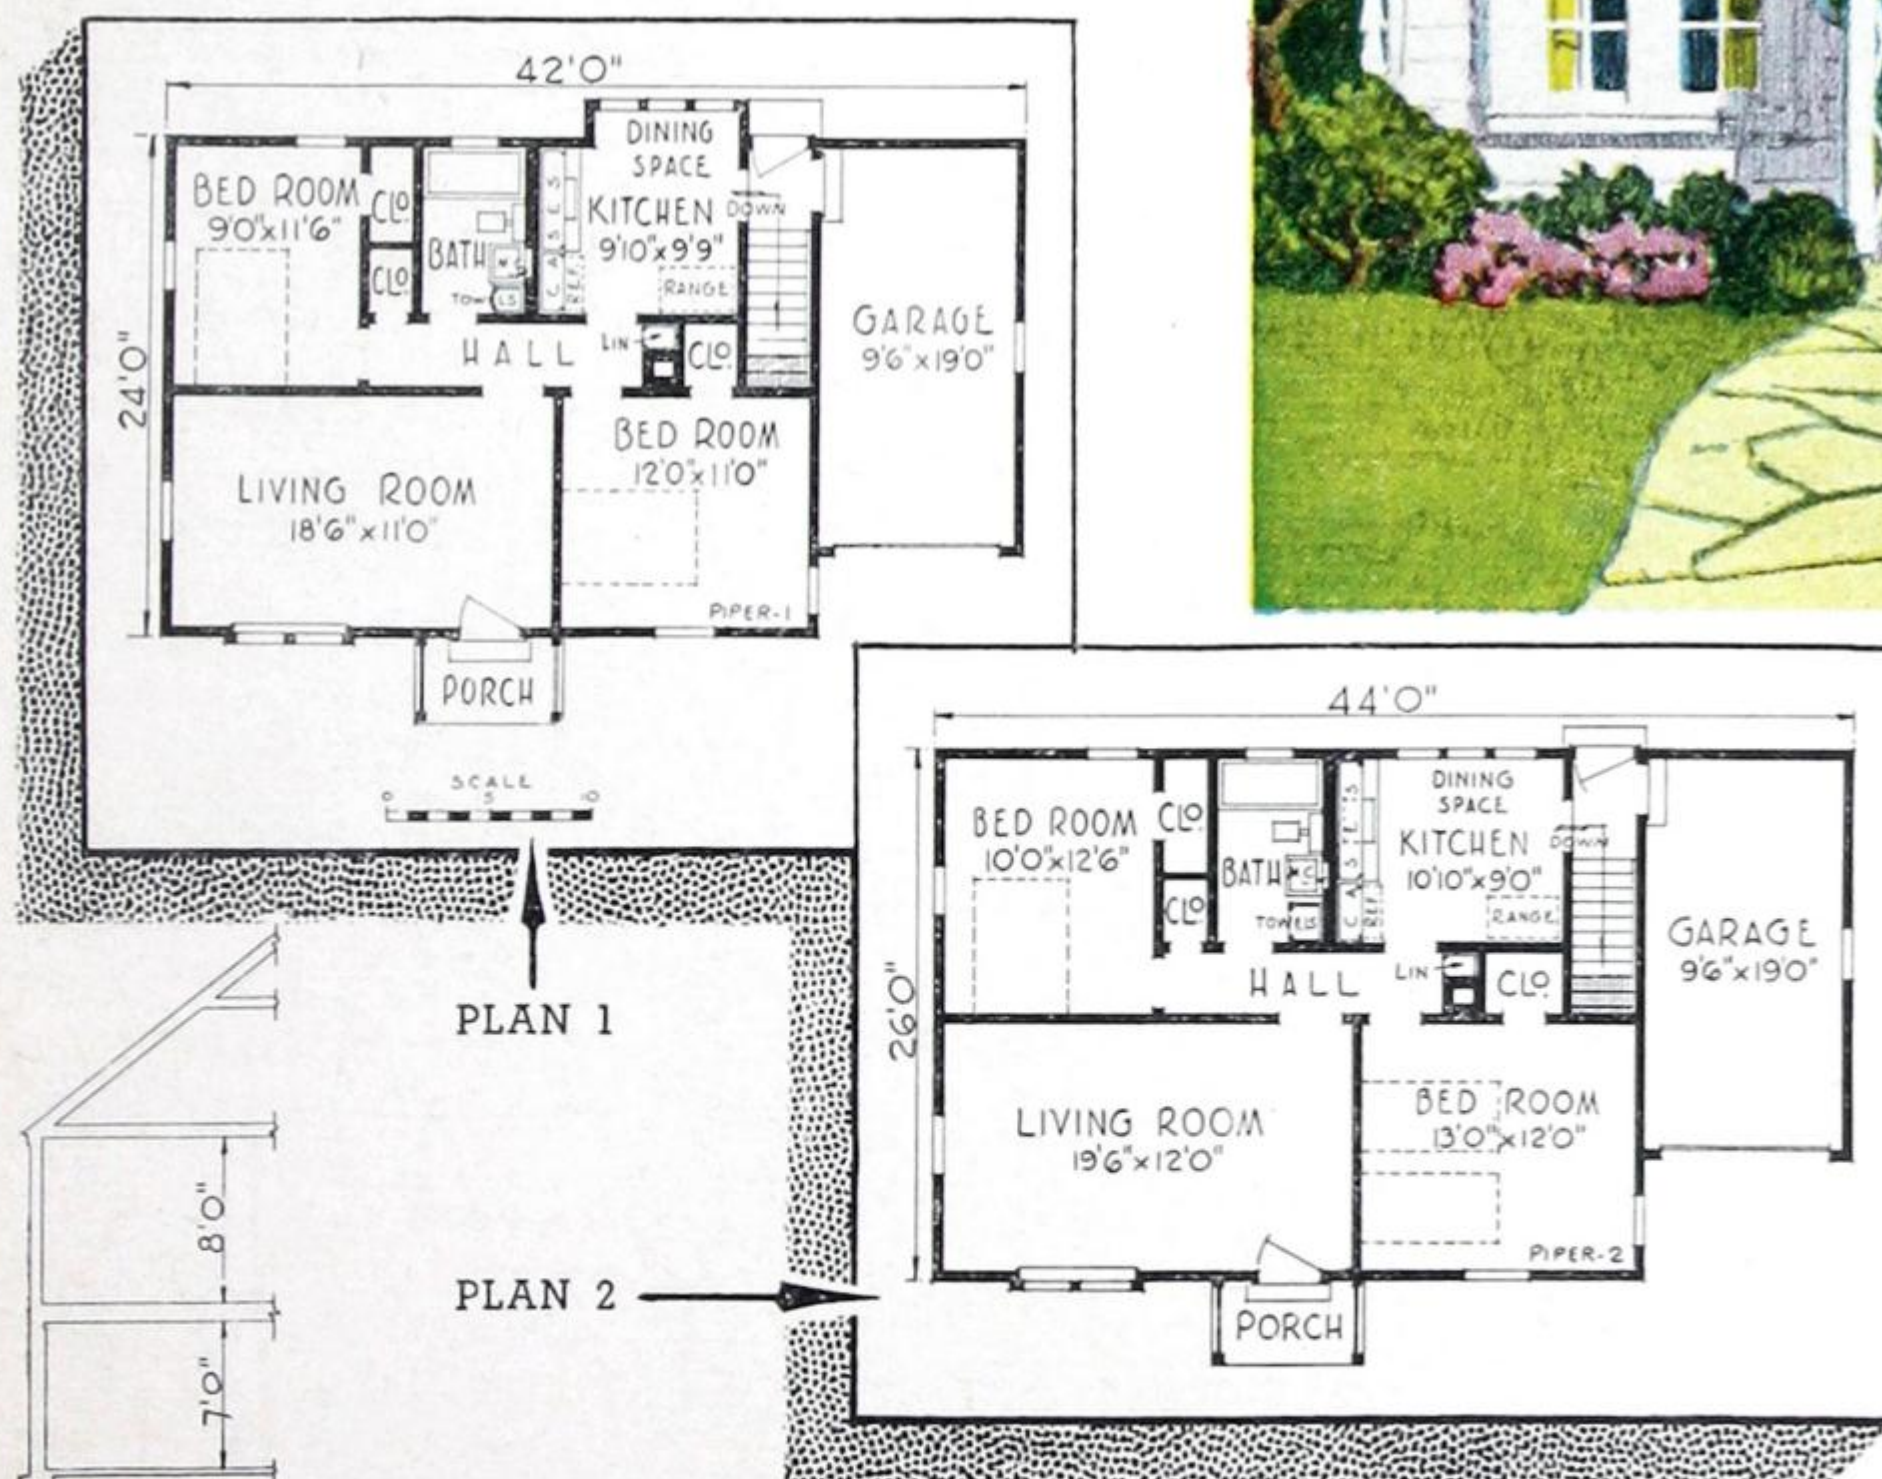 42'0"
DINING
SPACE
KITCHEN
9'10"x9'9"
BED ROOM
9'0"x11'6"
CLO.
CLO.
BATH
CASES
REF.
RANGE
DOWN
GARAGE
9'6"x19'0"
24'0"
HALL
LIN
CLO.
BED ROOM
12'0"x11'0"
LIVING ROOM
18'6"x11'0"
PIPER-1
PORCH
SCALE
0 5 10
PLAN 1
44'0"
DINING
SPACE
KITCHEN
10'10"x9'0"
BED ROOM
10'0"x12'6"
CLO.
CLO.
BATH
TOWELS
REF.
RANGE
DOWN
GARAGE
9'6"x19'0"
26'0"
HALL
LIN
CLO.
BED ROOM
13'0"x12'0"
LIVING ROOM
19'6"x12'0"
PIPER-2
PORCH
8'0"
7'0"
PLAN 2